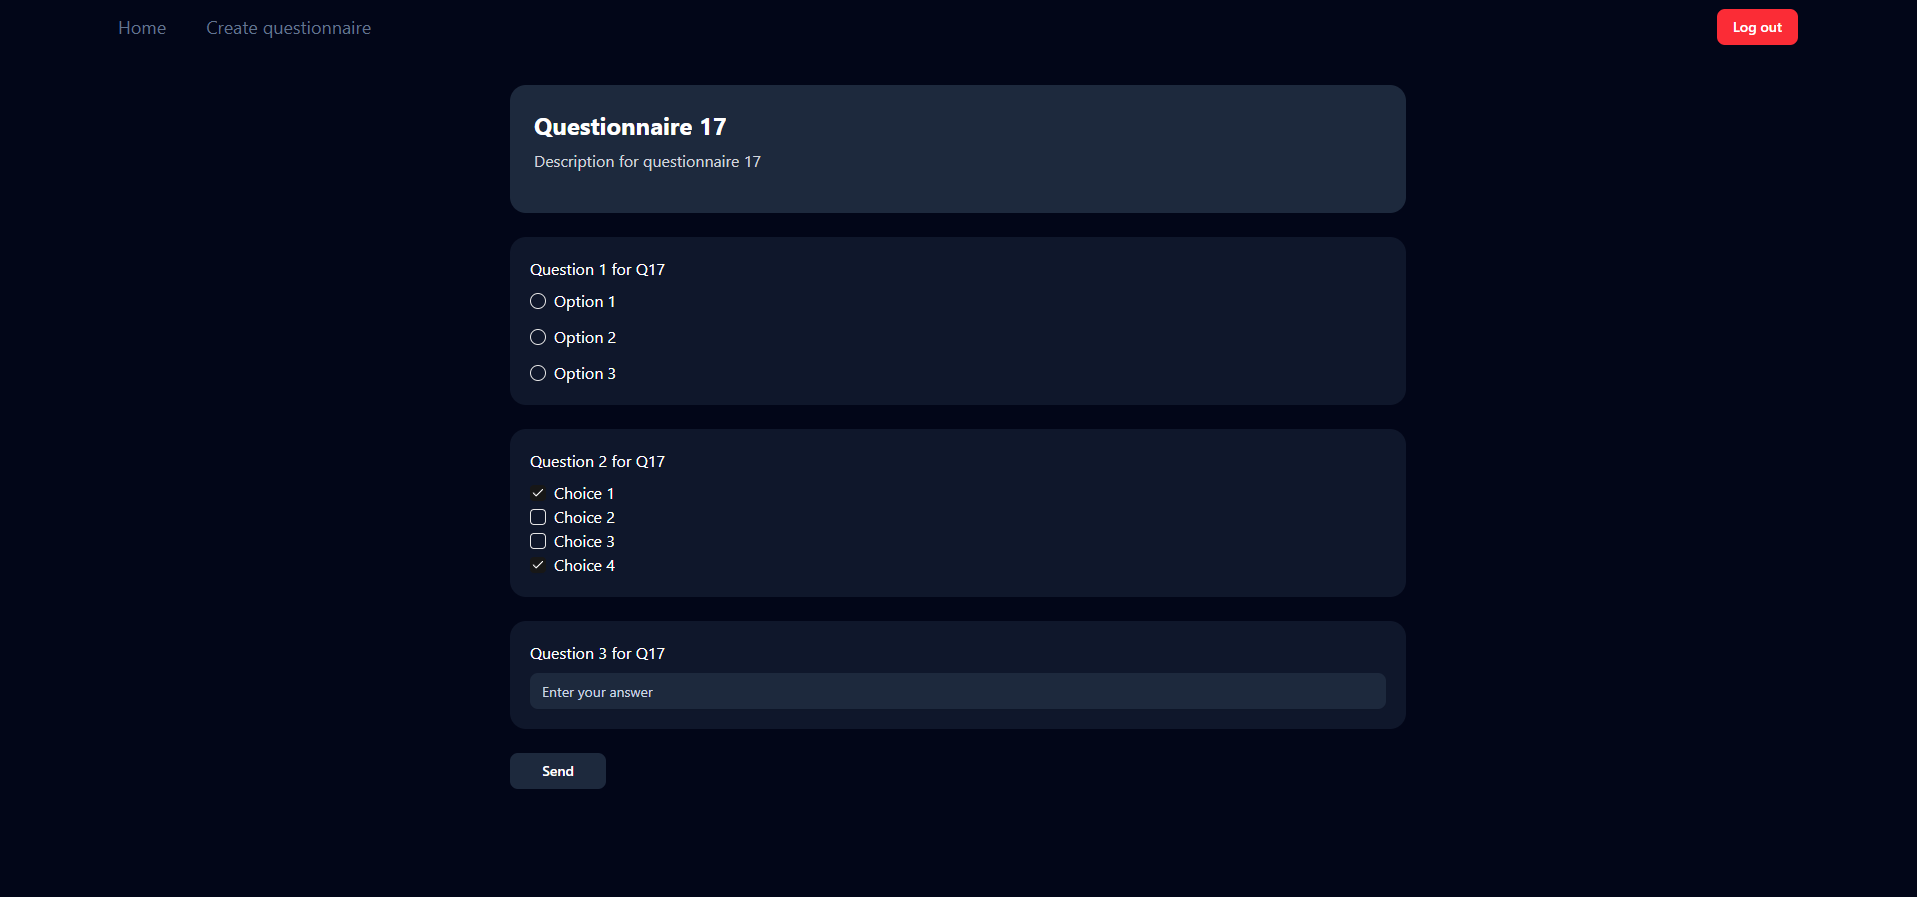 Home Create questionnaire Log out
Questionnaire 17
Description for questionnaire 17
Question 1 for Q17
Option 1
Option 2
Option 3
Question 2 for Q17
Choice 1
Choice 2
Choice 3
Choice 4
Question 3 for Q17
Enter your answer
Send